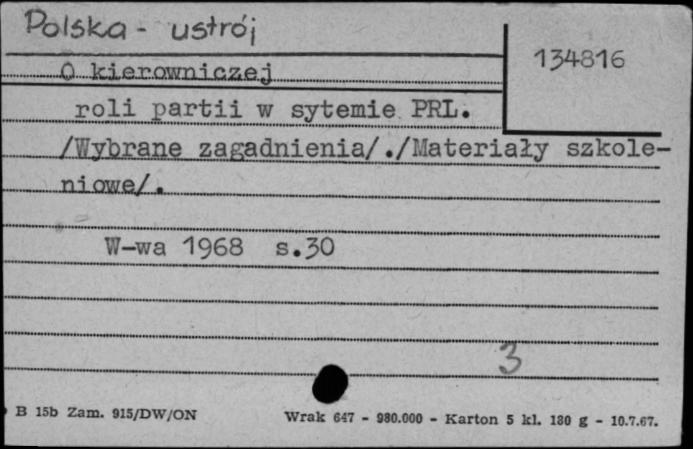 Polska - ustrój
134816
O kierowniczej
roli partii w sytemie PRL.
/Wybrane zagadnienia/./Materiały szkole-
niowe/.
W-wa 1968 s.30
3
B 15b Zam. 915/DW/ON
Wrak 647 - 980.000 - Karton 5 kl. 180 g - 10.7.67.